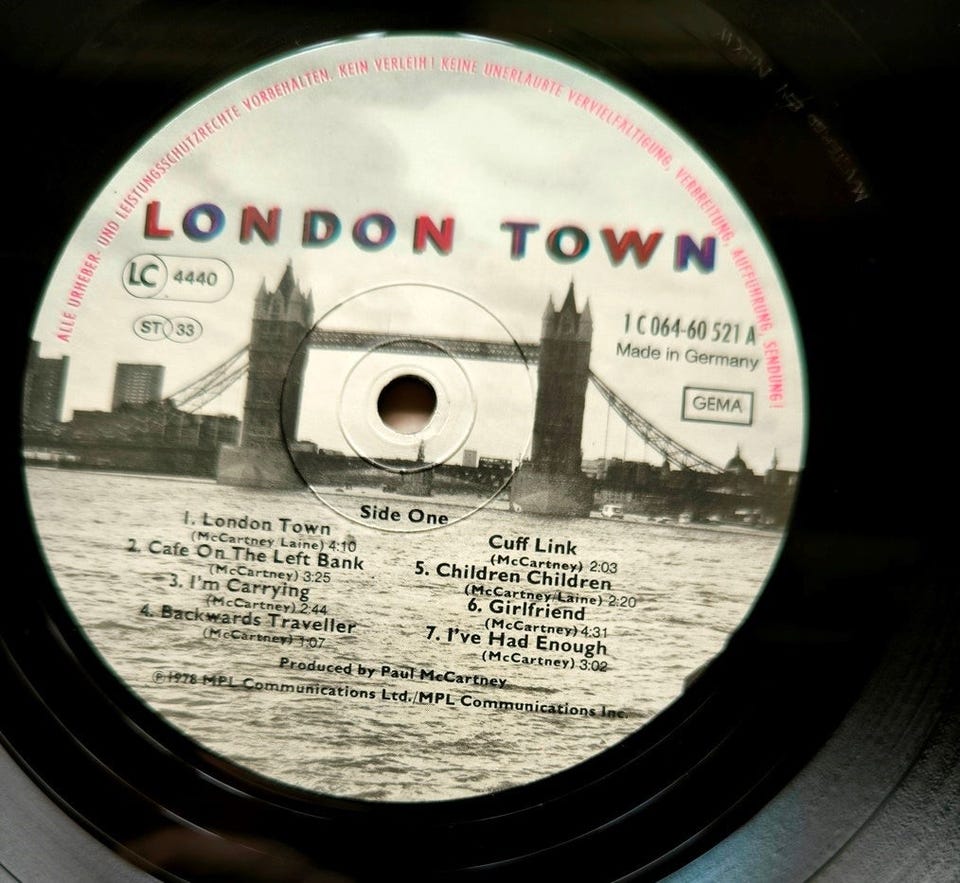 ALLE URHEBER- UND LEISTUNGSSCHUTZRECHTE VORBEHALTEN. KEIN VERLEIH! KEINE UNERLAUBTE VERVIELFÄLTIGUNG, VERBREITUNG, AUFFÜHRUNG, SENDUNG!
LONDON TOWN
LC 4440
ST 33
1 C 064-60 521 A
Made in Germany
GEMA
Side One
1. London Town
(McCartney Laine) 4:10
2. Cafe On The Left Bank
(McCartney) 3:25
3. I'm Carrying
(McCartney) 2:44
4. Backwards Traveller
(McCartney) 1:07
Cuff Link
(McCartney) 2:03
5. Children Children
(McCartney/Laine) 2:20
6. Girlfriend
(McCartney) 4:31
7. I've Had Enough
(McCartney) 3:02
Produced by Paul McCartney
℗ 1978 MPL Communications Ltd./MPL Communications Inc.